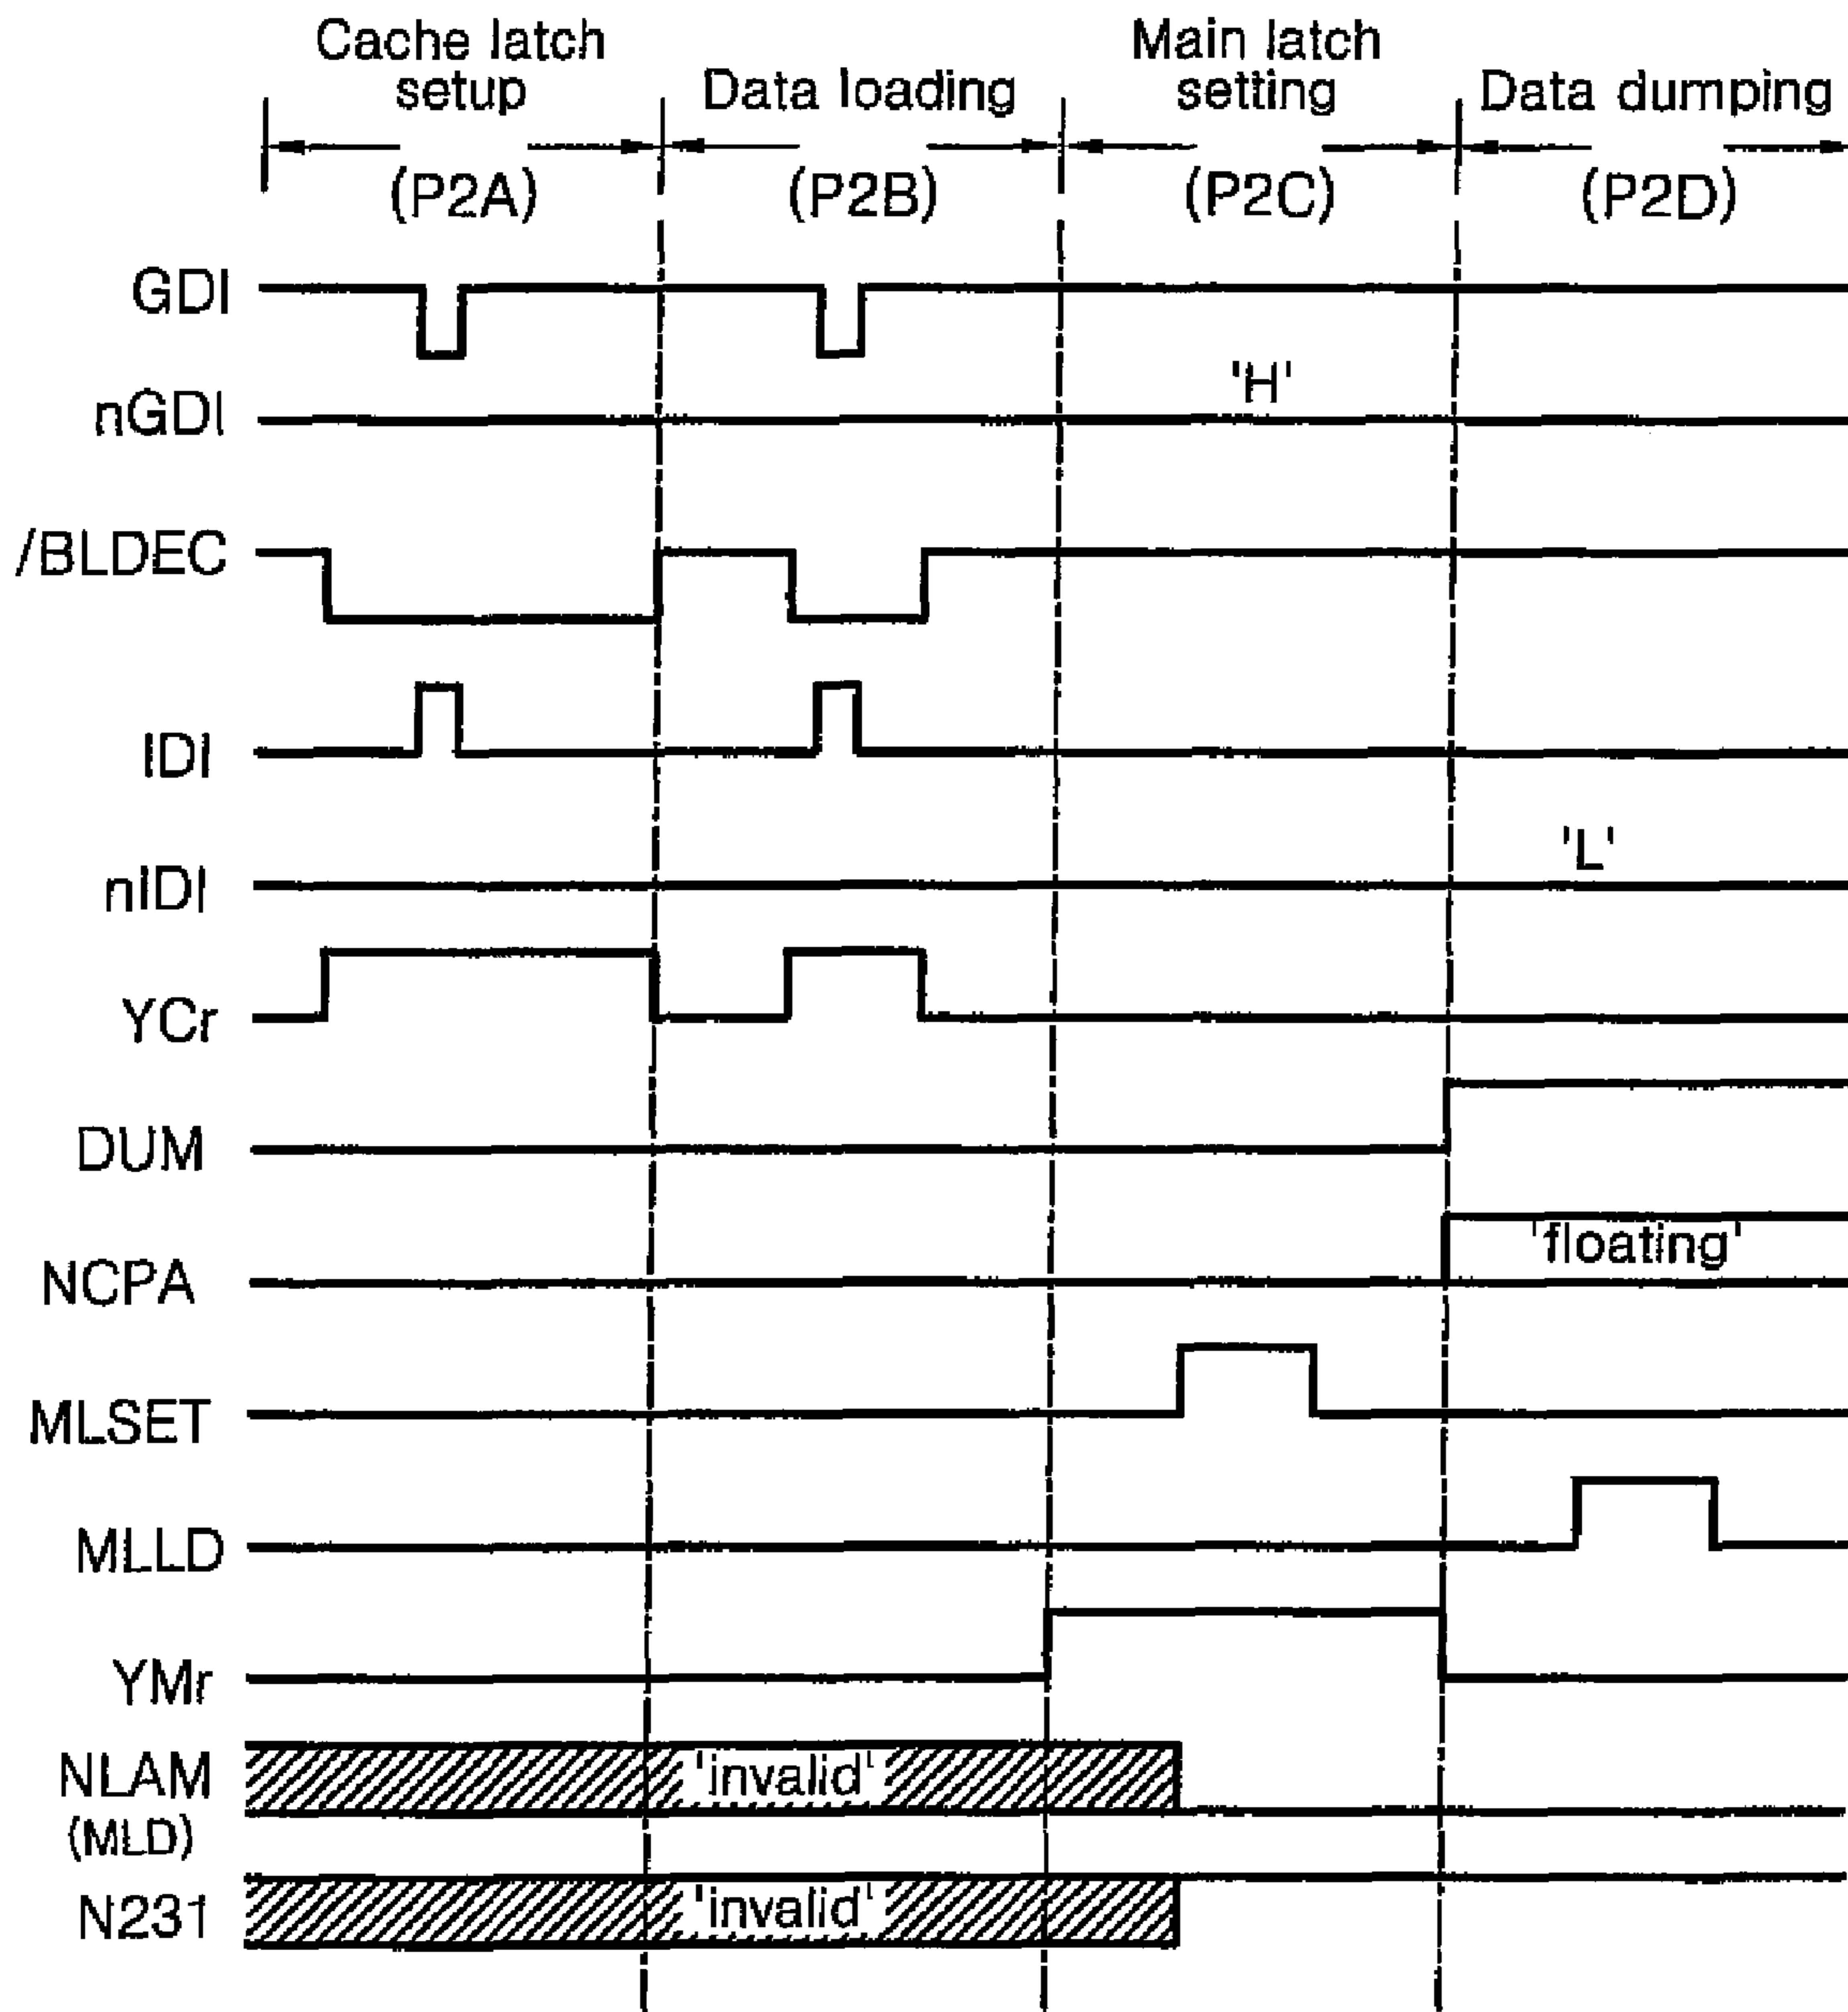 Cache latch
setup
Data loading
Main latch
setting
Data dumping
(P2A)
(P2B)
(P2C)
(P2D)
GDI
nGDI
'H'
/BLDEC
IDI
nIDI
'L'
YCr
DUM
NCPA
'floating'
MLSET
MLLD
YMr
NLAM
(MLD)
'invalid'
N231
'invalid'